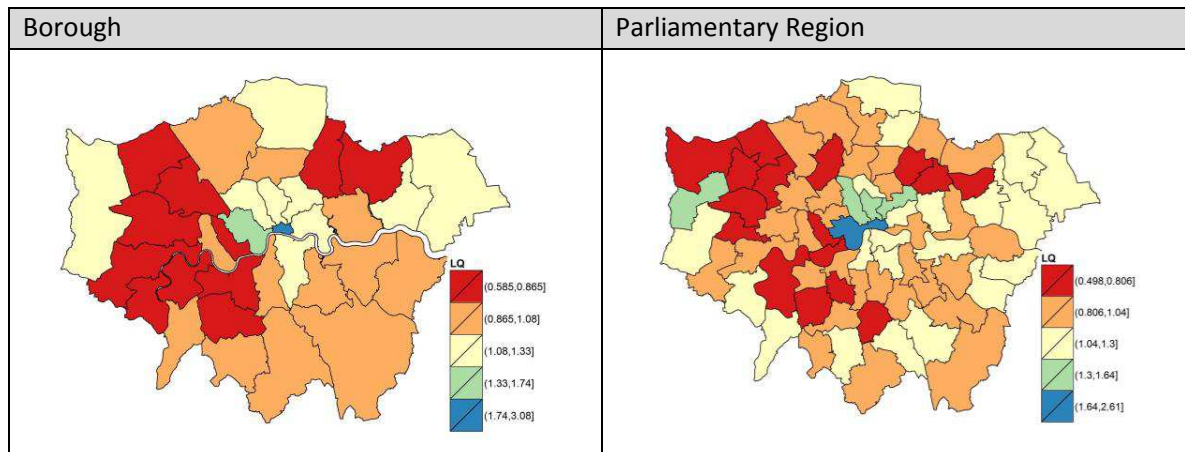 Borough
Parliamentary Region
LQ
(0.585,0.865]
(0.865,1.08]
(1.08,1.33]
(1.33,1.74]
(1.74,3.08]
LQ
(0.498,0.806]
(0.806,1.04]
(1.04,1.3]
(1.3,1.64]
(1.64,2.61]